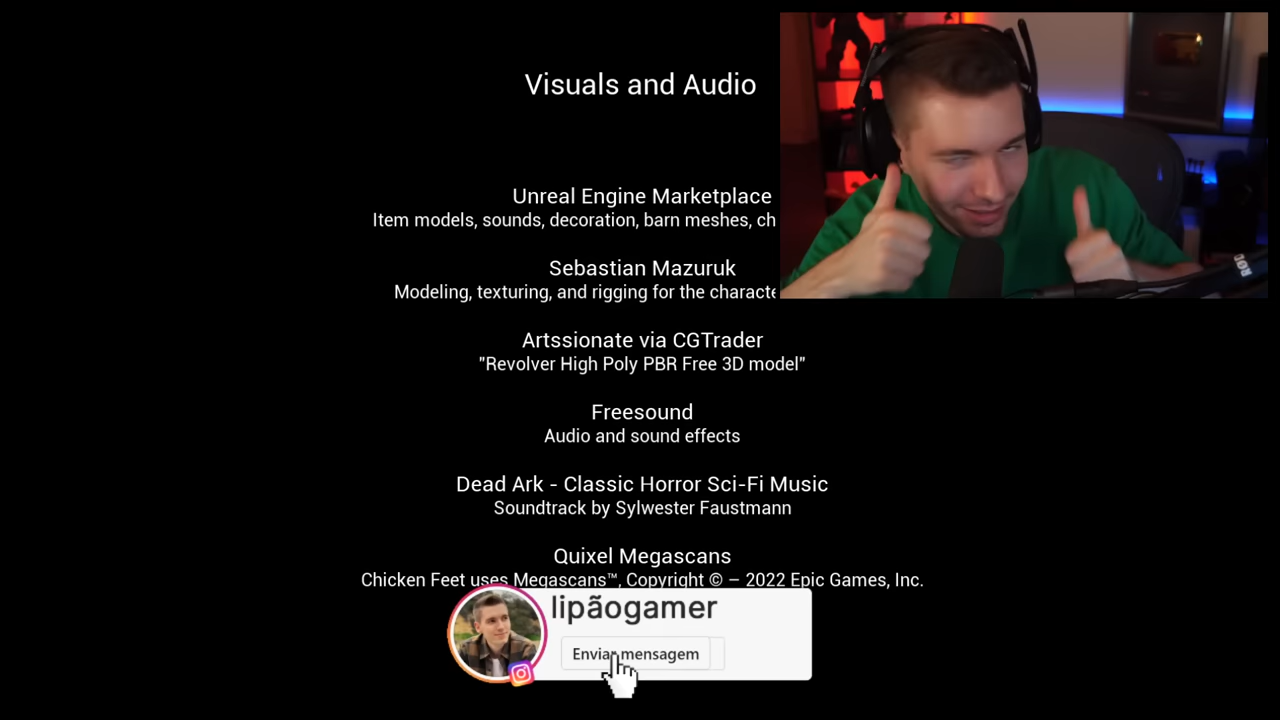 Visuals and Audio
Unreal Engine Marketplace
Item models, sounds, decoration, barn meshes, ch
Sebastian Mazuruk
Modeling, texturing, and rigging for the characte
Artssionate via CGTrader
"Revolver High Poly PBR Free 3D model"
Freesound
Audio and sound effects
Dead Ark - Classic Horror Sci-Fi Music
Soundtrack by Sylwester Faustmann
Quixel Megascans
Chicken Feet uses Megascans™, Copyright © – 2022 Epic Games, Inc.
lipãogamer
Enviar mensagem
RØD